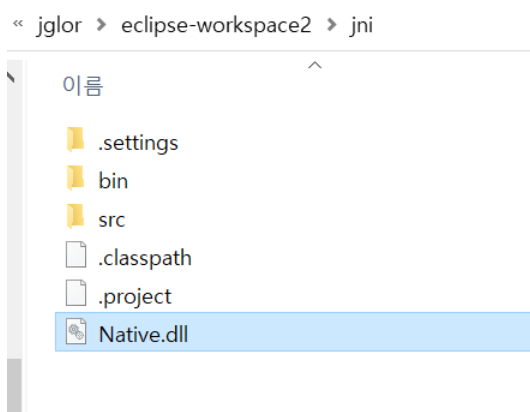 « jglor > eclipse-workspace2 > jni
이름
.settings
bin
src
.classpath
.project
Native.dll